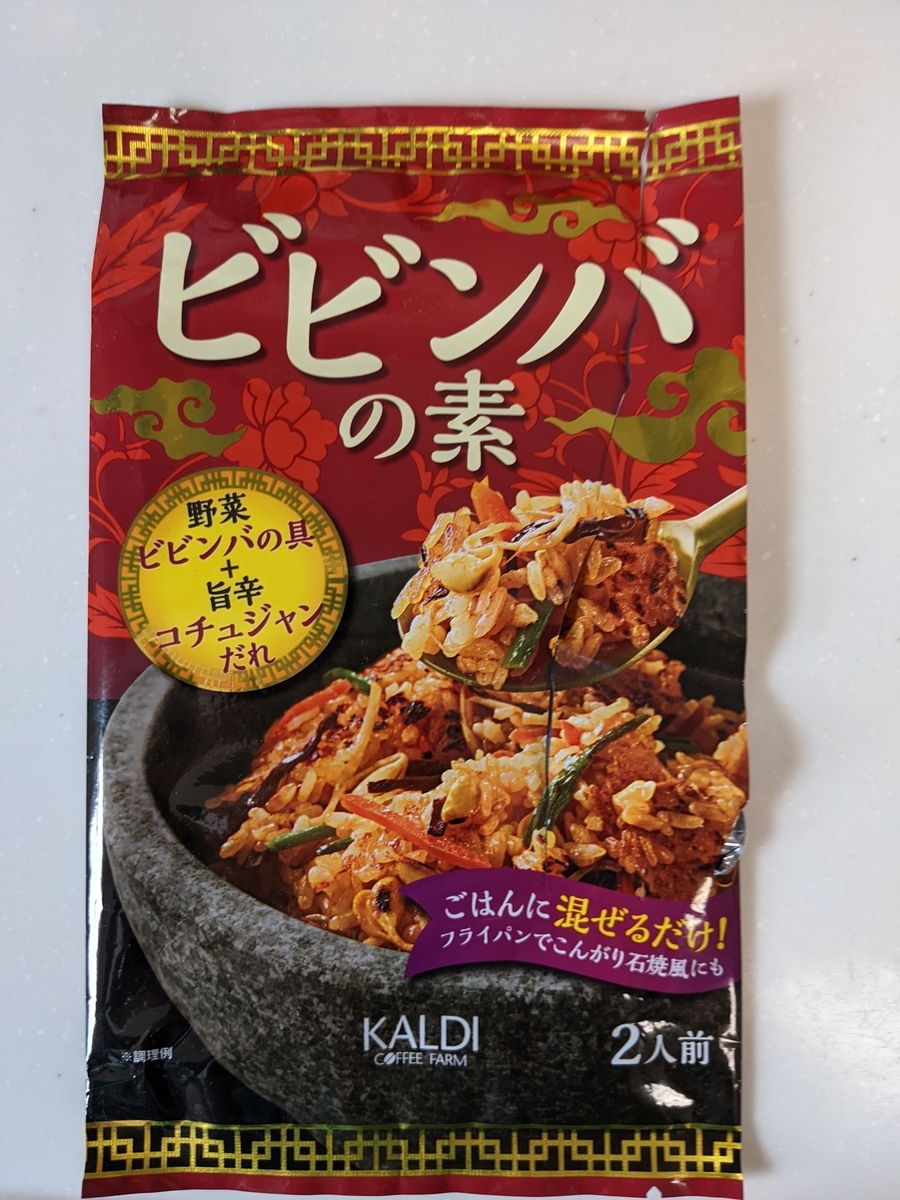 ビビンバ
の素
野菜
ビビンバの具
+
旨辛
コチュジャン
だれ
ごはんに混ぜるだけ!
フライパンでこんがり石焼風にも
KALDI
COFFEE FARM
2人前
※調理例